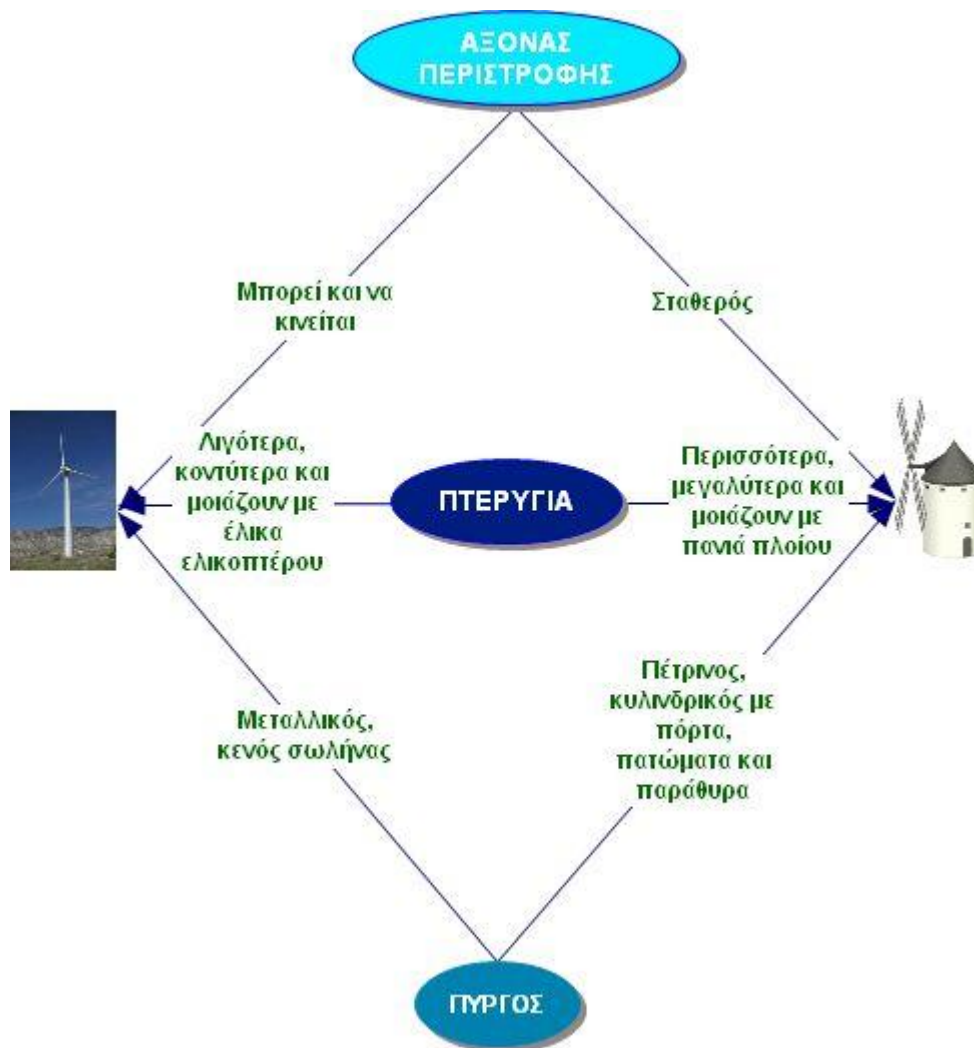 ΑΞΟΝΑΣ
ΠΕΡΙΣΤΡΟΦΗΣ
Μπορεί και να
κινείται
Σταθερός
Λιγότερα,
κοντύτερα και
μοιάζουν με
έλικα
ελικοπτέρου
ΠΤΕΡΥΓΙΑ
Περισσότερα,
μεγαλύτερα και
μοιάζουν με
πανιά πλοίου
Μεταλλικός,
κενός σωλήνας
Πέτρινος,
κυλινδρικός με
πόρτα,
πατώματα και
παράθυρα
ΠΥΡΓΟΣ